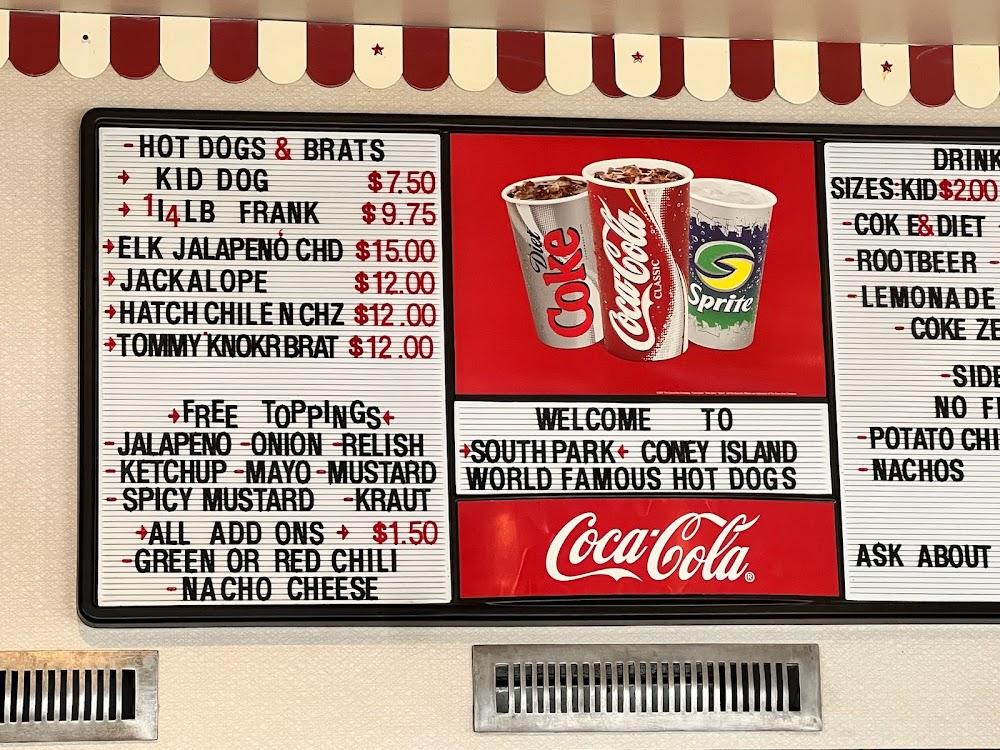 -HOT DOGS & BRATS
KID DOG $7.50
1/4LB FRANK $9.75
ELK JALAPENO CHD $15.00
JACKALOPE $12.00
HATCH CHILE N CHZ $12.00
TOMMY KNOKR BRAT $12.00
FREE TOPPINGS
-JALAPENO -ONION -RELISH
-KETCHUP -MAYO -MUSTARD
-SPICY MUSTARD -KRAUT
ALL ADD ONS $1.50
-GREEN OR RED CHILI
-NACHO CHEESE
Diet Coke
Coca-Cola
CLASSIC
Sprite
WELCOME TO
SOUTH PARK CONEY ISLAND
WORLD FAMOUS HOT DOGS
Coca-Cola®
DRINK
SIZES:KID$2.00
-COKE&DIET
-ROOTBEER -
-LEMONADE
-COKE ZE
-SIDE
NO FI
-POTATO CHI
-NACHOS
ASK ABOUT